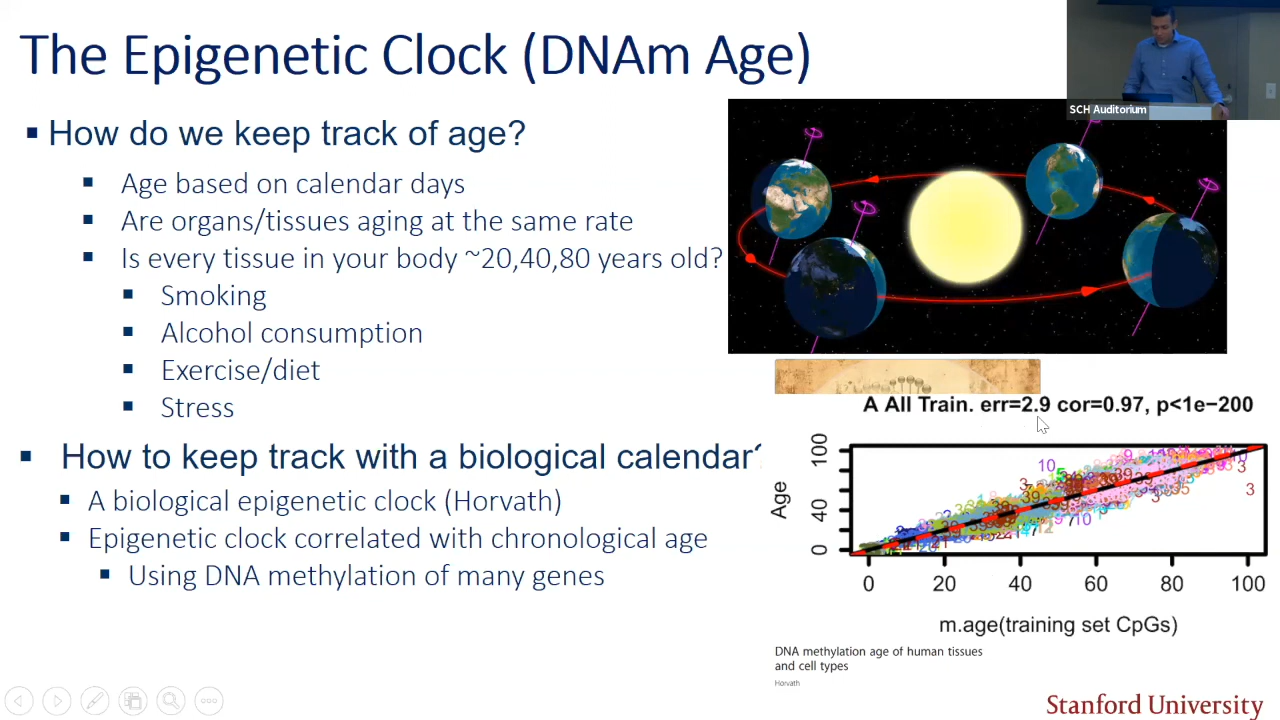 The Epigenetic Clock (DNAm Age)
SCH Auditorium
How do we keep track of age?
Age based on calendar days
Are organs/tissues aging at the same rate
Is every tissue in your body ~20,40,80 years old?
Smoking
Alcohol consumption
Exercise/diet
Stress
How to keep track with a biological calendar?
A biological epigenetic clock (Horvath)
Epigenetic clock correlated with chronological age
Using DNA methylation of many genes
A All Train. err=2.9 cor=0.97, p<1e−200
Age
0 40 100
0 20 40 60 80 100
m.age(training set CpGs)
DNA methylation age of human tissues
and cell types
Horvath
Stanford University